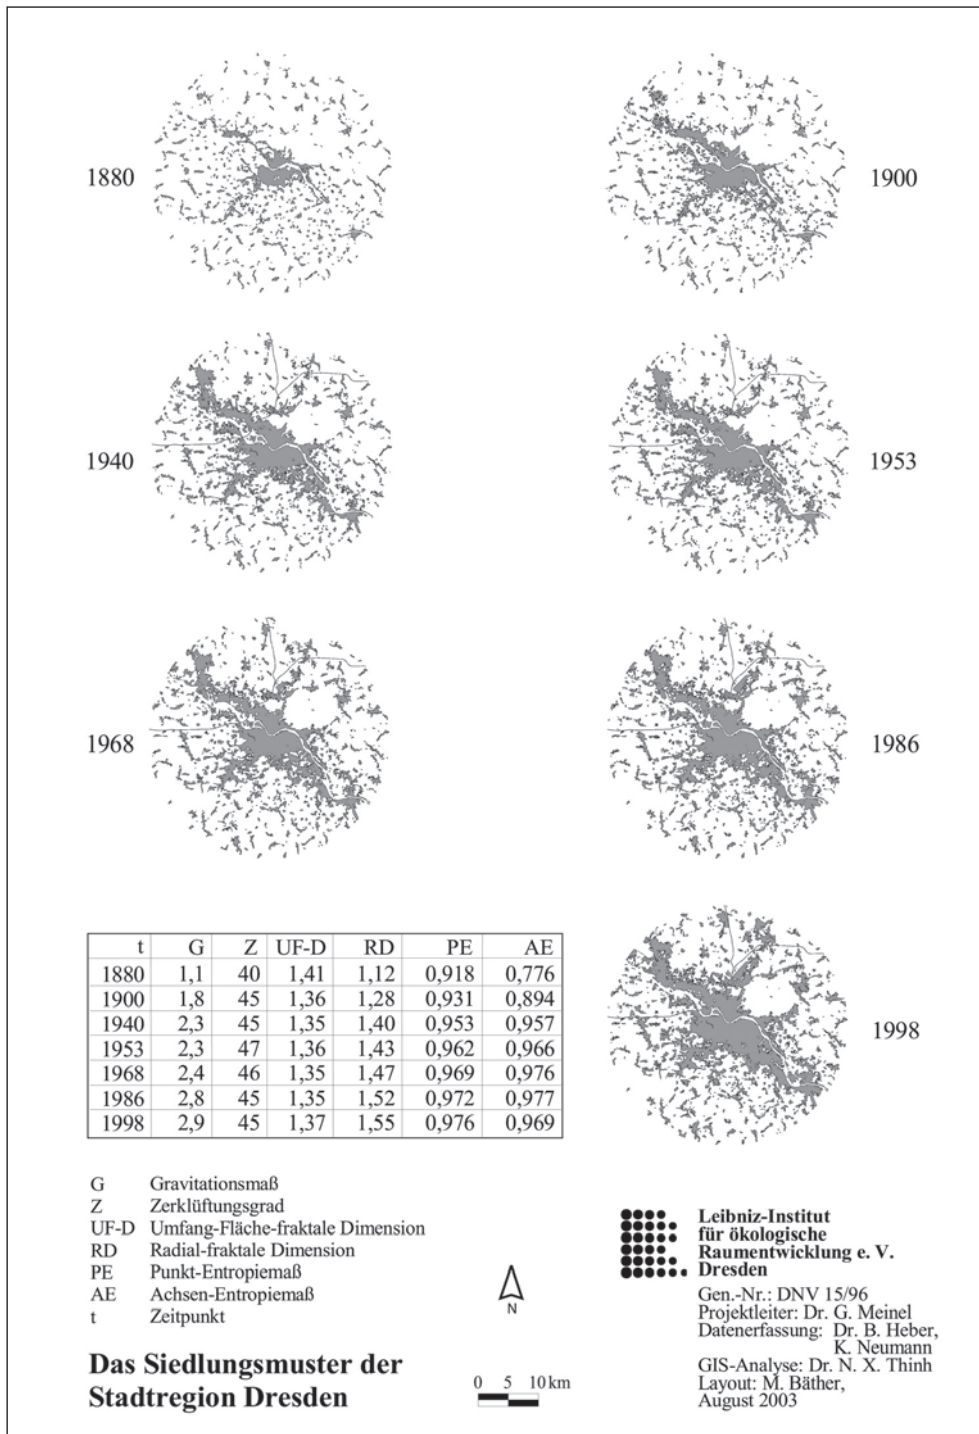 1880
1900
1940
1953
1968
1986
1998
t G Z UF-D RD PE AE
1880 1,1 40 1,41 1,12 0,918 0,776
1900 1,8 45 1,36 1,28 0,931 0,894
1940 2,3 45 1,35 1,40 0,953 0,957
1953 2,3 47 1,36 1,43 0,962 0,966
1968 2,4 46 1,35 1,47 0,969 0,976
1986 2,8 45 1,35 1,52 0,972 0,977
1998 2,9 45 1,37 1,55 0,976 0,969
G Gravitationsmaß
Z Zerklüftungsgrad
UF-D Umfang-Fläche-fraktale Dimension
RD Radial-fraktale Dimension
PE Punkt-Entropiemaß
AE Achsen-Entropiemaß
t Zeitpunkt
N
Das Siedlungsmuster der
Stadtregion Dresden
0 5 10 km
Leibniz-Institut
für ökologische
Raumentwicklung e. V.
Dresden
Gen.-Nr.: DNV 15/96
Projektleiter: Dr. G. Meinel
Datenerfassung: Dr. B. Heber,
K. Neumann
GIS-Analyse: Dr. N. X. Thinh
Layout: M. Bäther,
August 2003